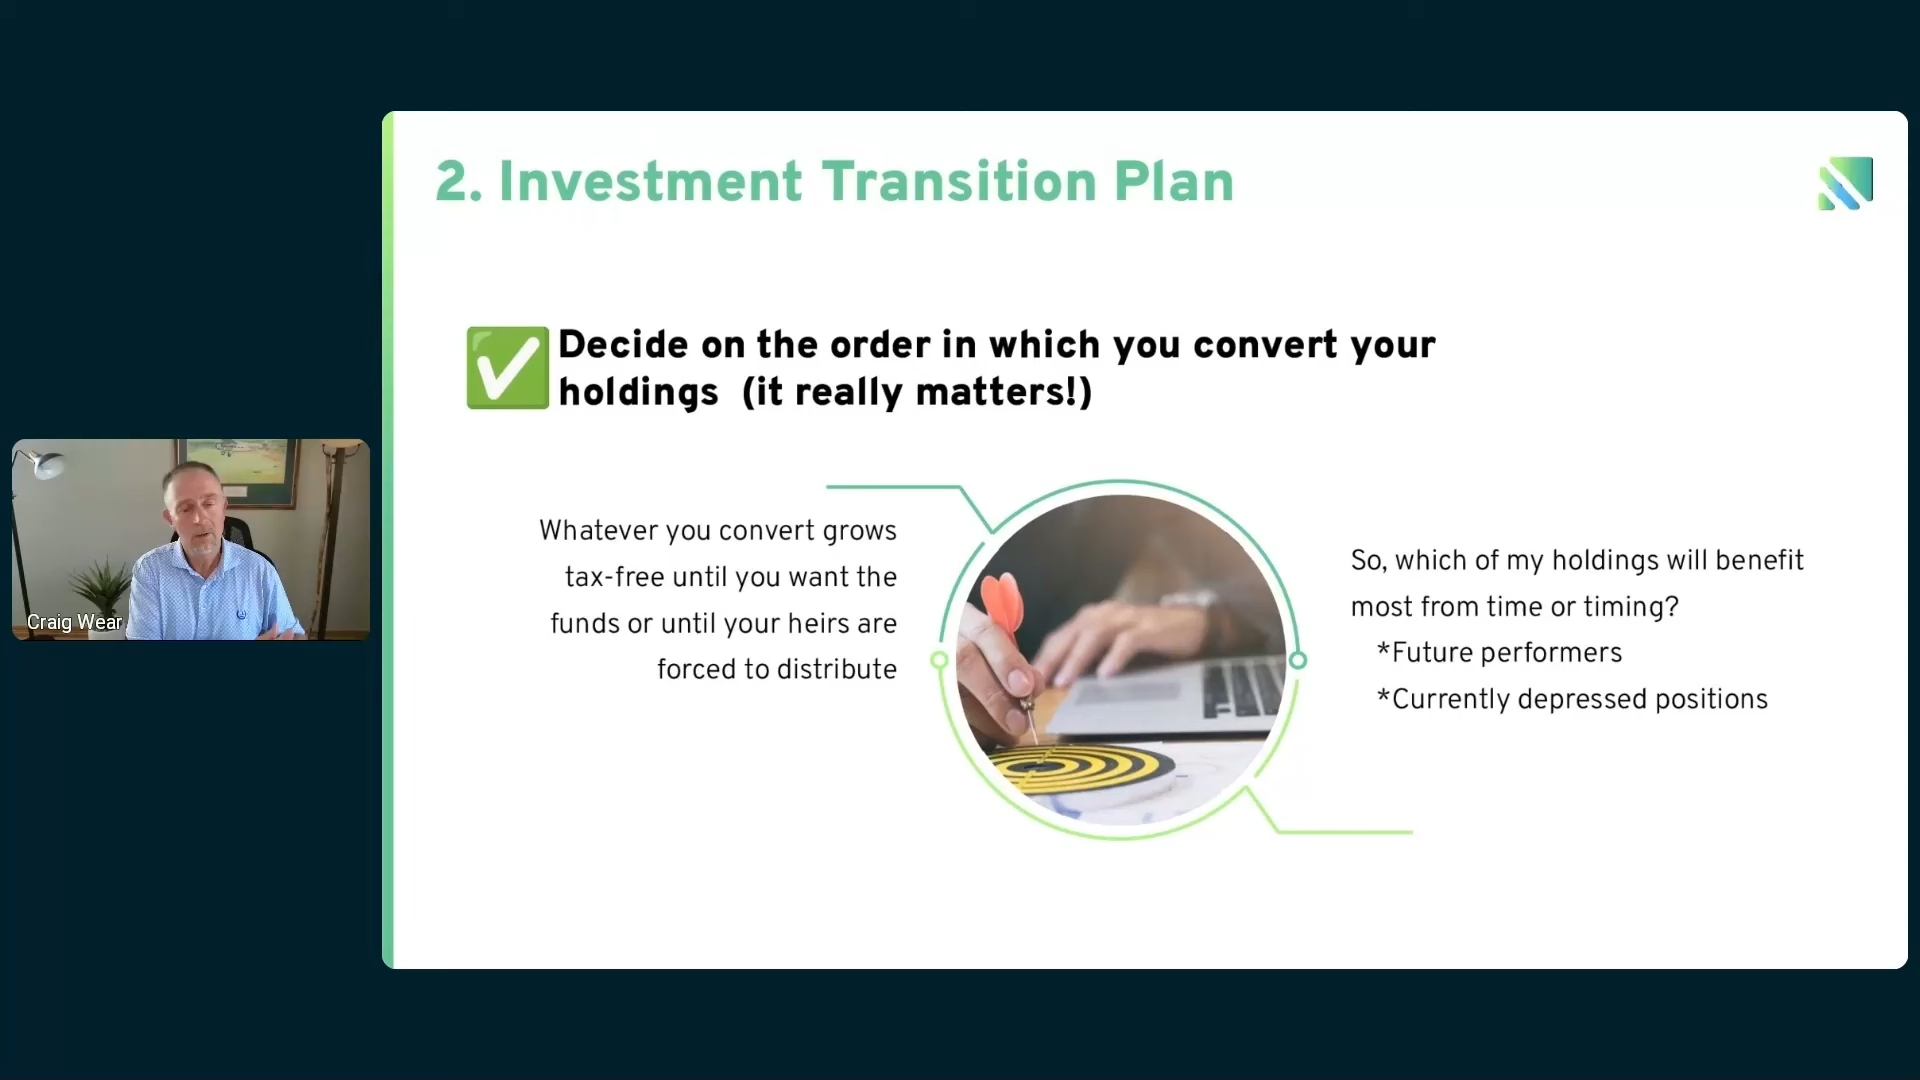 2. Investment Transition Plan
Decide on the order in which you convert your
holdings (it really matters!)
Whatever you convert grows
tax-free until you want the
funds or until your heirs are
forced to distribute
So, which of my holdings will benefit
most from time or timing?
*Future performers
*Currently depressed positions
Craig Wear